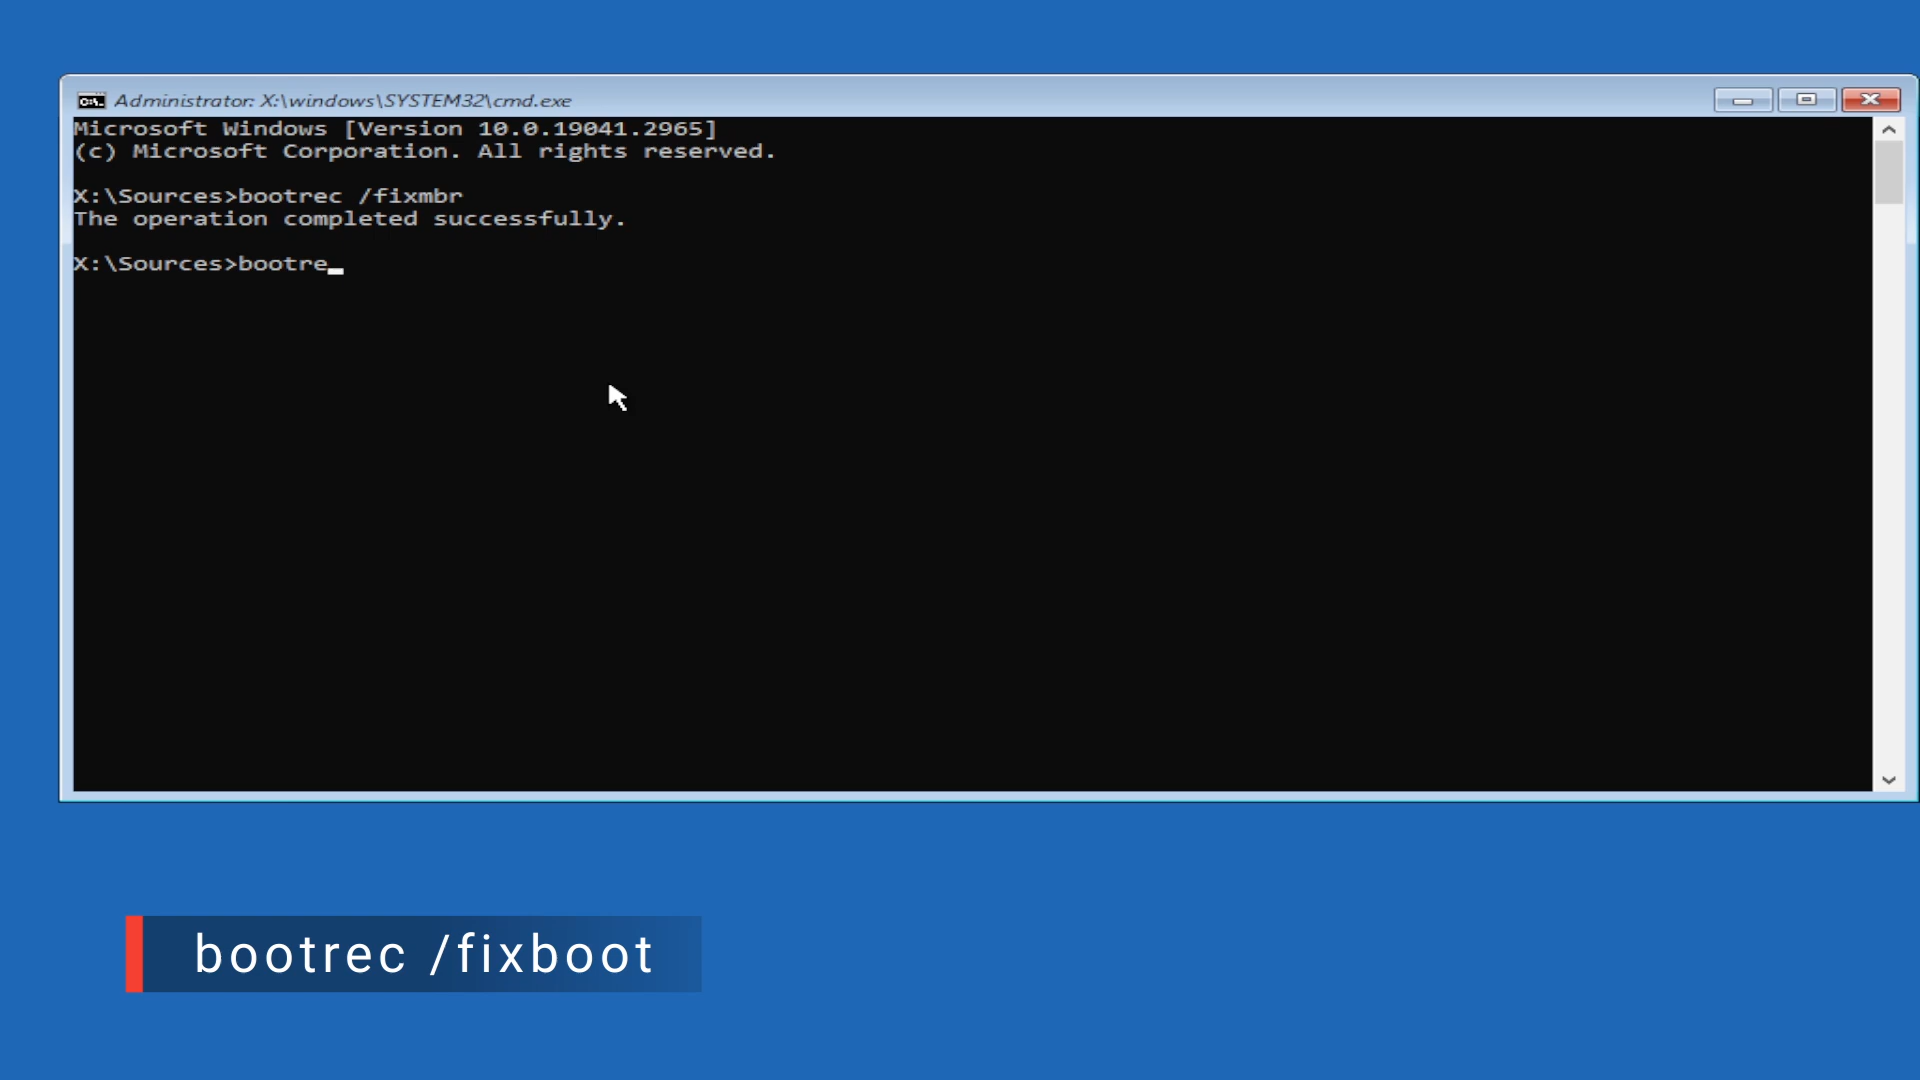 Administrator: X:\windows\SYSTEM32\cmd.exe
Microsoft Windows [Version 10.0.19041.2965]
(c) Microsoft Corporation. All rights reserved.
X:\Sources>bootrec /fixmbr
The operation completed successfully.
X:\Sources>bootre
bootrec /fixboot